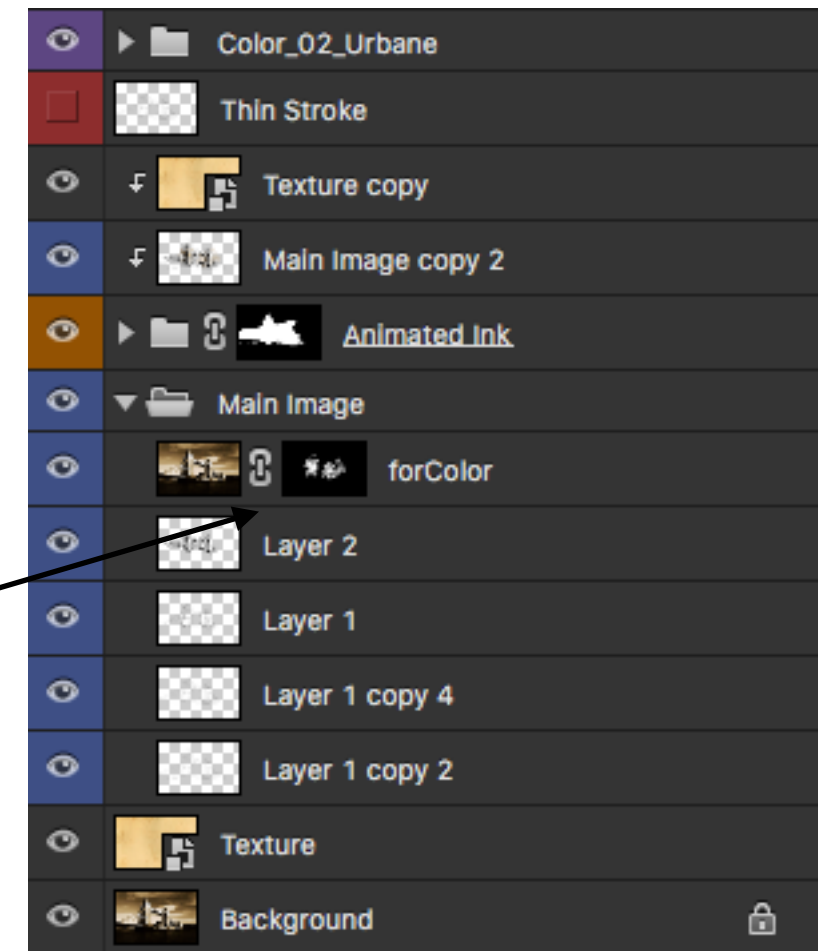 Color_02_Urbane
Thin Stroke
Texture copy
Main Image copy 2
Animated Ink
Main Image
forColor
Layer 2
Layer 1
Layer 1 copy 4
Layer 1 copy 2
Texture
Background